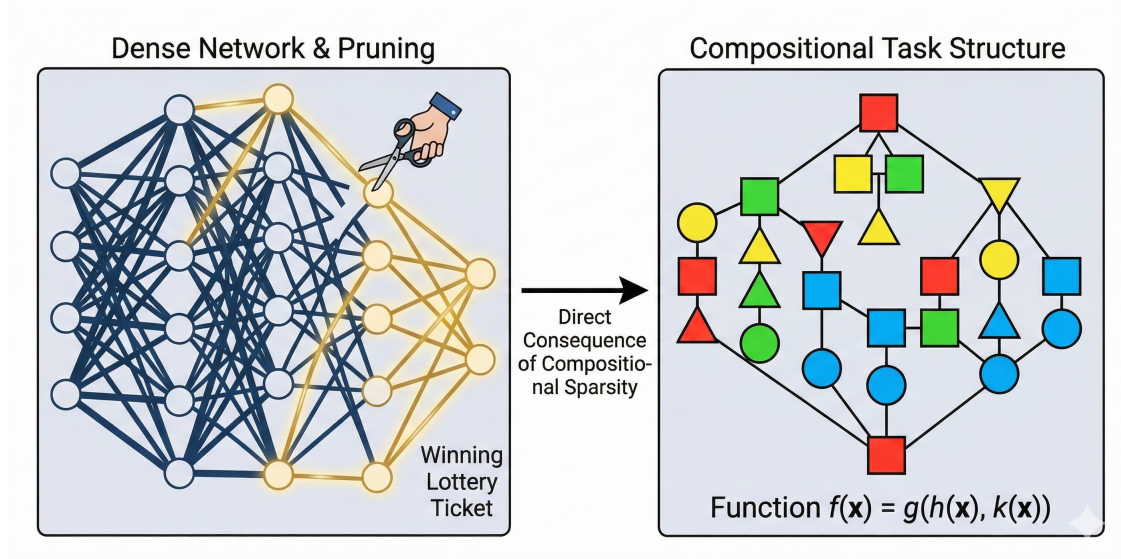 Dense Network & Pruning
Winning
Lottery
Ticket
Direct
Consequence
of Compositio-
nal Sparsity
Compositional Task Structure
Function f(x) = g(h(x), k(x))